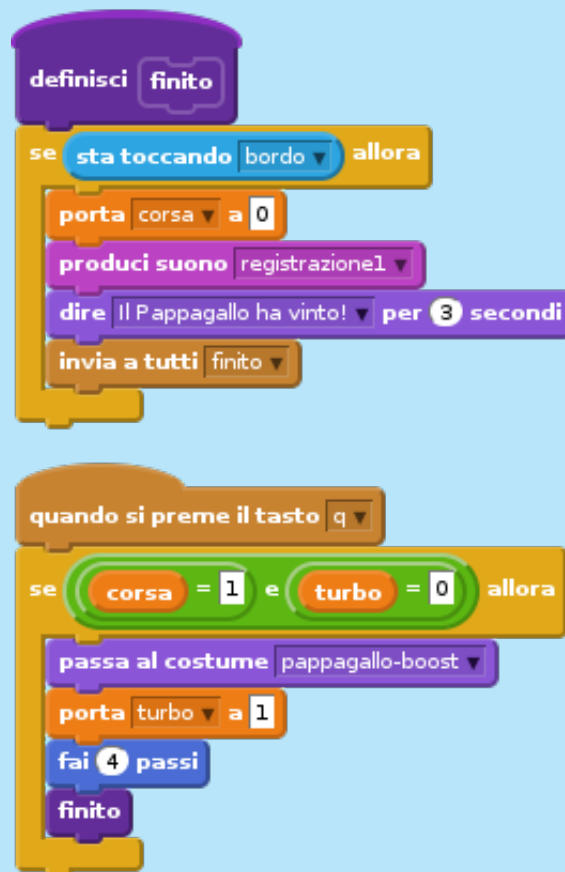 definisci finito
se sta toccando bordo allora
porta corsa a 0
produci suono registrazione1
dire Il Pappagallo ha vinto! per 3 secondi
invia a tutti finito
quando si preme il tasto q
se corsa = 1 e turbo = 0 allora
passa al costume pappagallo-boost
porta turbo a 1
fai 4 passi
finito